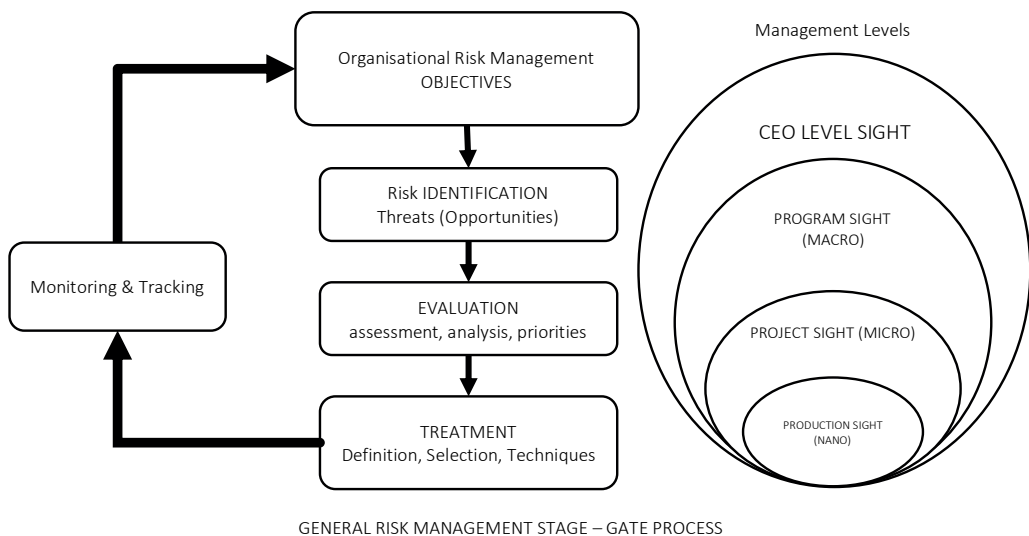 Organisational Risk Management
OBJECTIVES
Risk IDENTIFICATION
Threats (Opportunities)
EVALUATION
assessment, analysis, priorities
TREATMENT
Definition, Selection, Techniques
Monitoring & Tracking
Management Levels
CEO LEVEL SIGHT
PROGRAM SIGHT
(MACRO)
PROJECT SIGHT (MICRO)
PRODUCTION SIGHT
(NANO)
GENERAL RISK MANAGEMENT STAGE – GATE PROCESS